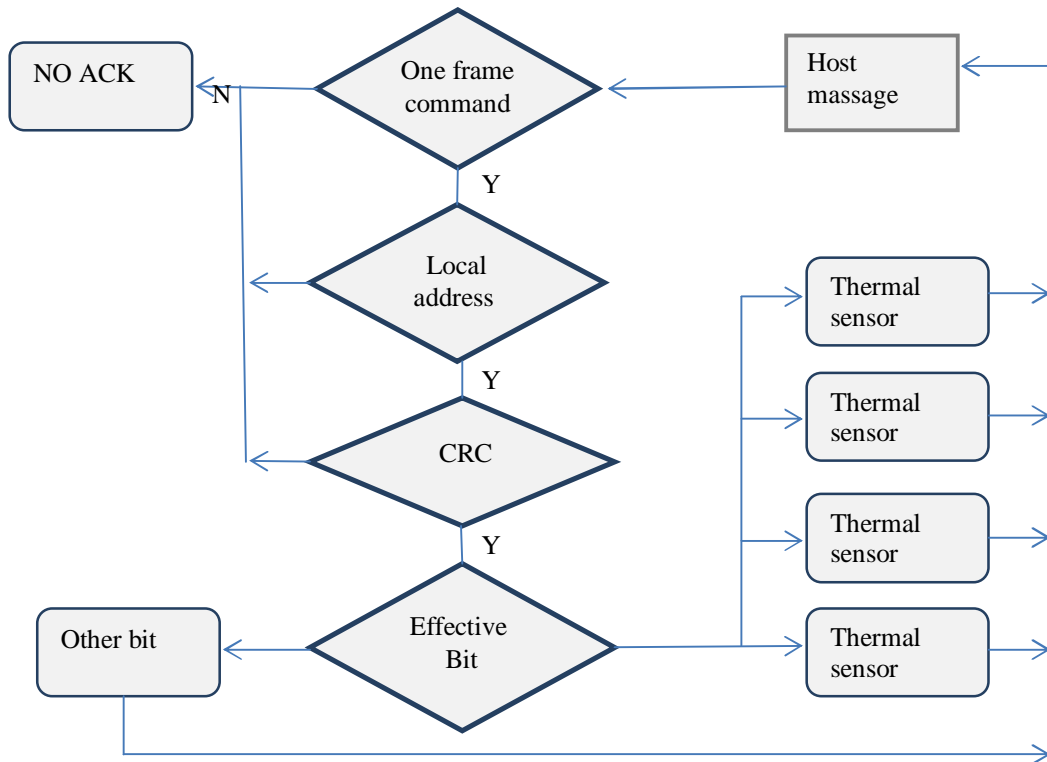 NO ACK
N
One frame
command
Host
massage
Y
Local
address
Y
CRC
Y
Effective
Bit
Other bit
Thermal
sensor
Thermal
sensor
Thermal
sensor
Thermal
sensor